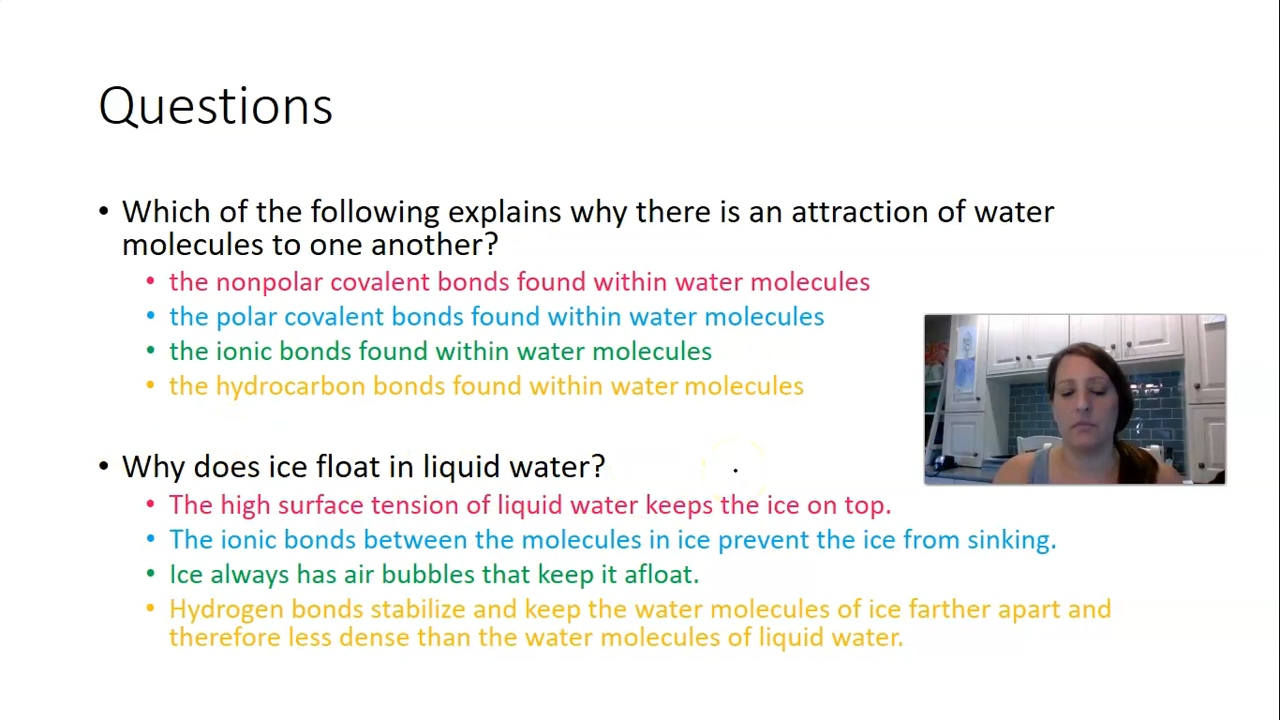 Questions
• Which of the following explains why there is an attraction of water
molecules to one another?
• the nonpolar covalent bonds found within water molecules
• the polar covalent bonds found within water molecules
• the ionic bonds found within water molecules
• the hydrocarbon bonds found within water molecules
• Why does ice float in liquid water?
• The high surface tension of liquid water keeps the ice on top.
• The ionic bonds between the molecules in ice prevent the ice from sinking.
• Ice always has air bubbles that keep it afloat.
• Hydrogen bonds stabilize and keep the water molecules of ice farther apart and
therefore less dense than the water molecules of liquid water.